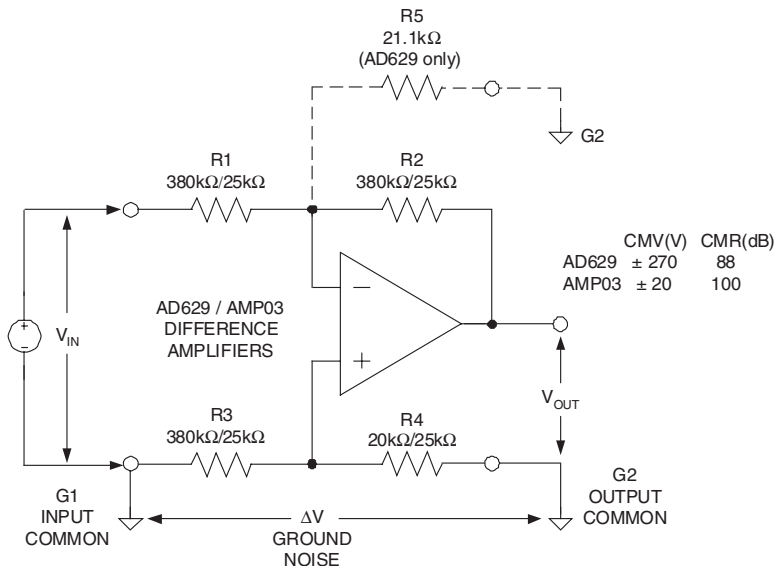 R5
21.1kΩ
(AD629 only)
G2
R1
380kΩ/25kΩ
R2
380kΩ/25kΩ
CMV(V) CMR(dB)
AD629 ± 270 88
AMP03 ± 20 100
AD629 / AMP03
DIFFERENCE
AMPLIFIERS
+
−
VIN
−
+
VOUT
R3
380kΩ/25kΩ
R4
20kΩ/25kΩ
G1
INPUT
COMMON
ΔV
GROUND
NOISE
G2
OUTPUT
COMMON